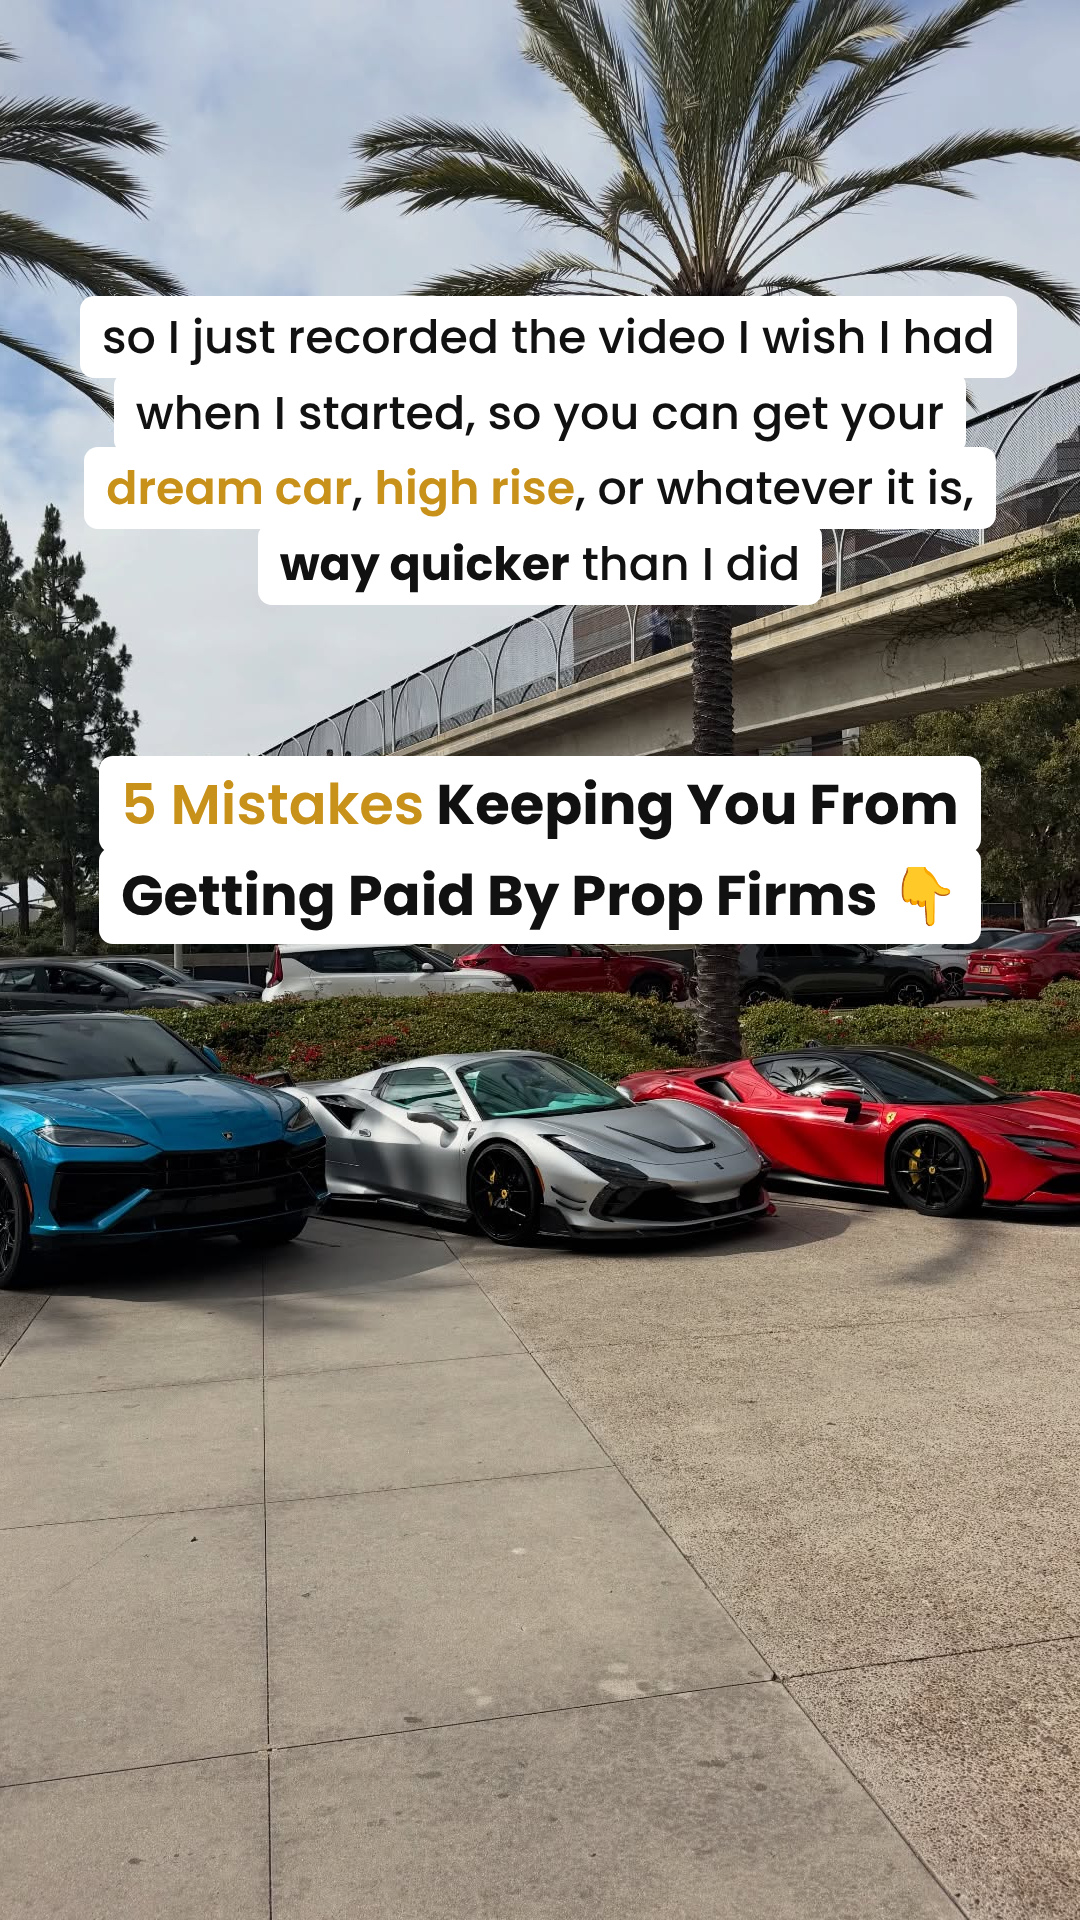 so I just recorded the video I wish I had
when I started, so you can get your
dream car, high rise, or whatever it is,
way quicker than I did
5 Mistakes Keeping You From
Getting Paid By Prop Firms 👇